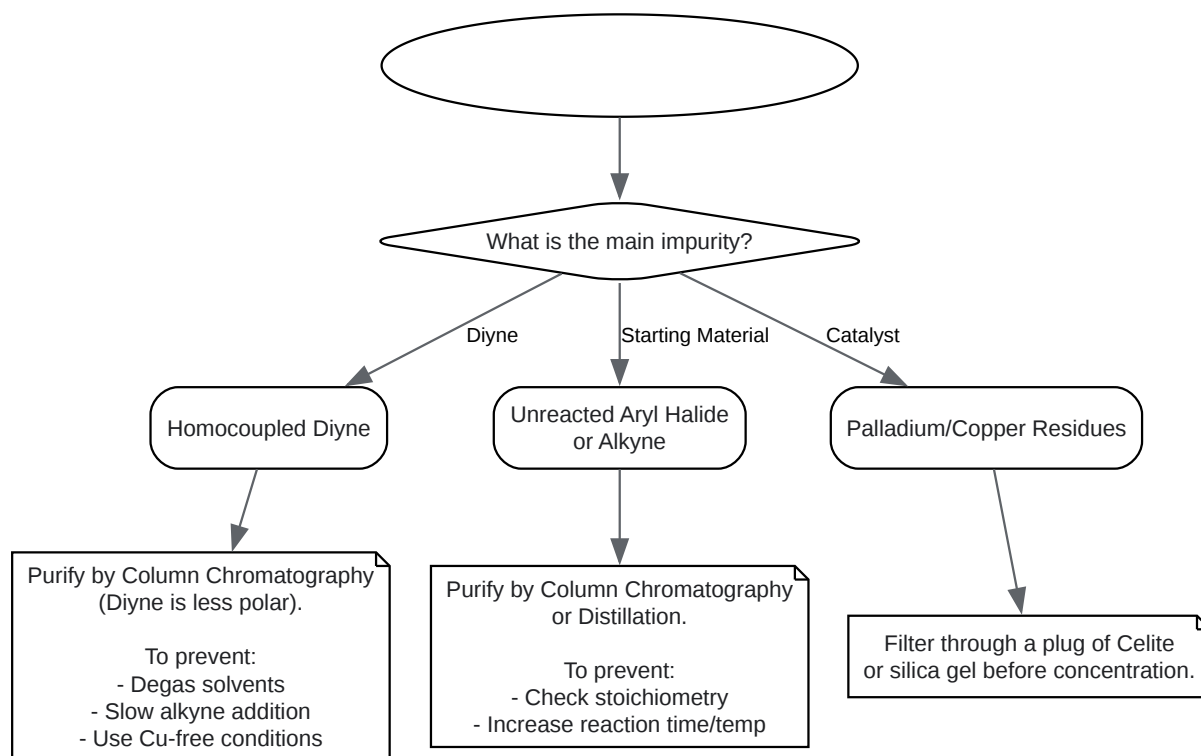 What is the main impurity?
Diyne
Starting Material
Catalyst
Homocoupled Diyne
Unreacted Aryl Halide
or Alkyne
Palladium/Copper Residues
Purify by Column Chromatography
(Diyne is less polar).
To prevent:
- Degas solvents
- Slow alkyne addition
- Use Cu-free conditions
Purify by Column Chromatography
or Distillation.
To prevent:
- Check stoichiometry
- Increase reaction time/temp
Filter through a plug of Celite
or silica gel before concentration.